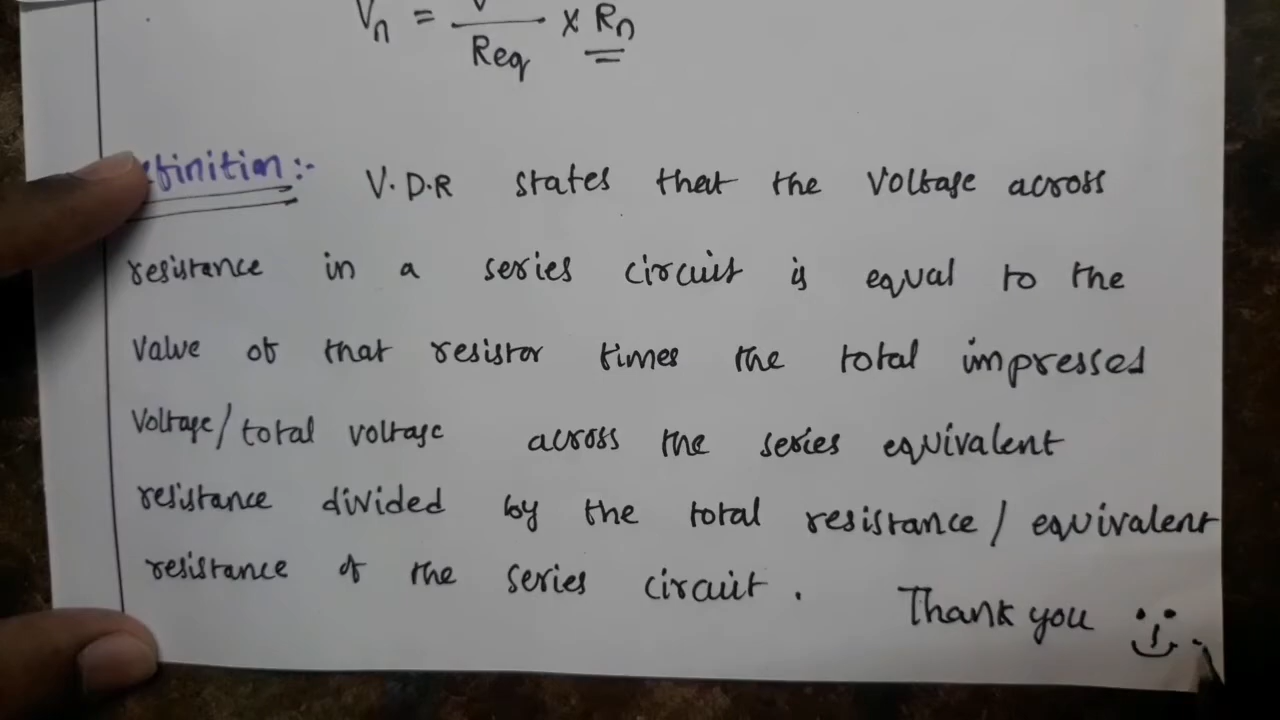 Vn = V/Req × Rn
efinition:- V.D.R states that the Voltage across
resistance in a series circuit is equal to the
Value of that resistor times the total impressed
Voltage/total voltage across the series equivalent
resistance divided by the total resistance/equivalent
resistance of the series circuit.
Thank you